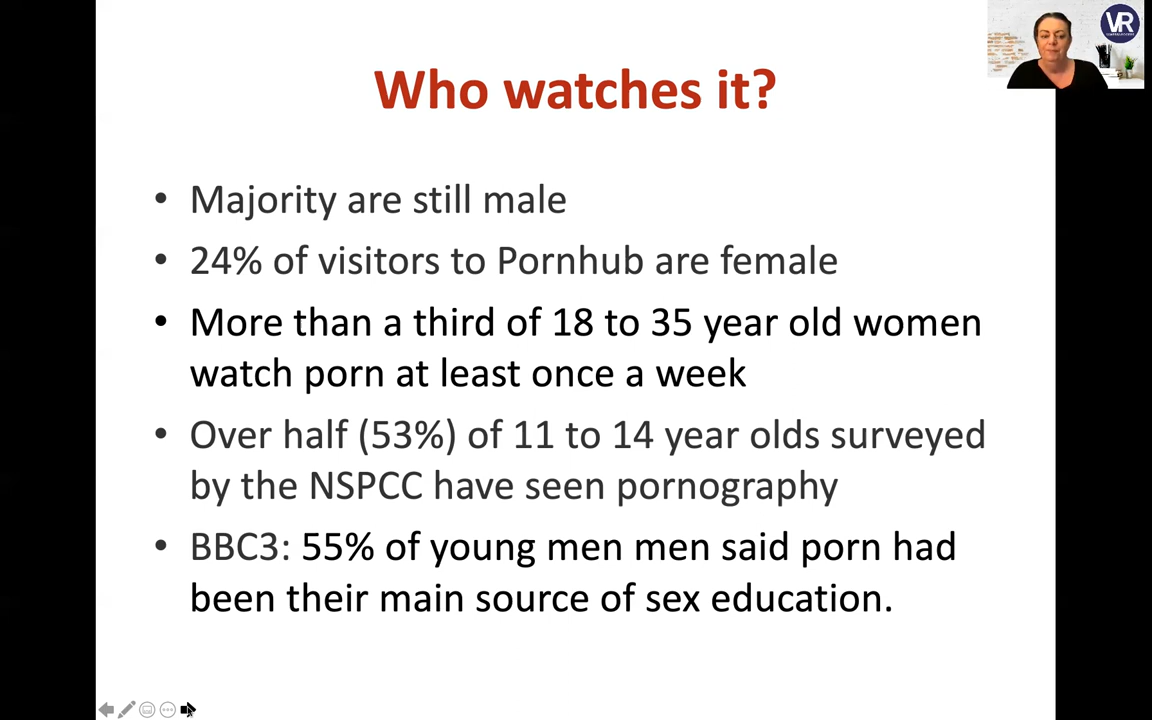 VR
Who watches it?
• Majority are still male
• 24% of visitors to Pornhub are female
• More than a third of 18 to 35 year old women
watch porn at least once a week
• Over half (53%) of 11 to 14 year olds surveyed
by the NSPCC have seen pornography
• BBC3: 55% of young men men said porn had
been their main source of sex education.